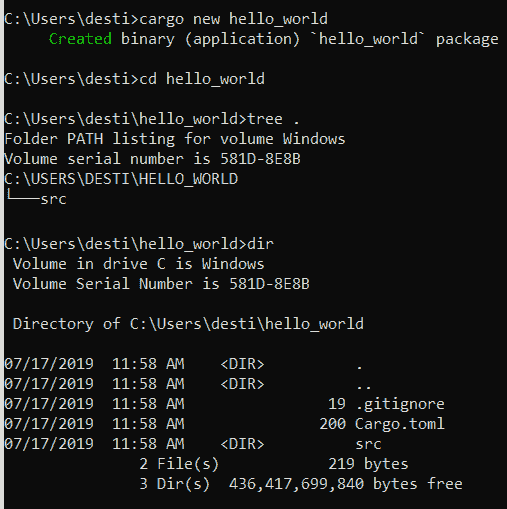 C:\Users\desti>cargo new hello_world
     Created binary (application) `hello_world` package

C:\Users\desti>cd hello_world

C:\Users\desti\hello_world>tree .
Folder PATH listing for volume Windows
Volume serial number is 581D-8E8B
C:\USERS\DESTI\HELLO_WORLD
└───src

C:\Users\desti\hello_world>dir
 Volume in drive C is Windows
 Volume Serial Number is 581D-8E8B

 Directory of C:\Users\desti\hello_world

07/17/2019  11:58 AM    <DIR>          .
07/17/2019  11:58 AM    <DIR>          ..
07/17/2019  11:58 AM                19 .gitignore
07/17/2019  11:58 AM               200 Cargo.toml
07/17/2019  11:58 AM    <DIR>          src
               2 File(s)            219 bytes
               3 Dir(s)  436,417,699,840 bytes free